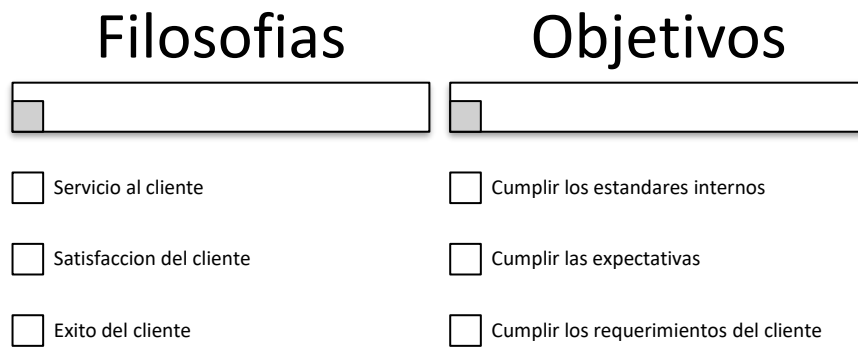 Filosofias
Objetivos
Servicio al cliente
Cumplir los estandares internos
Satisfaccion del cliente
Cumplir las expectativas
Exito del cliente
Cumplir los requerimientos del cliente